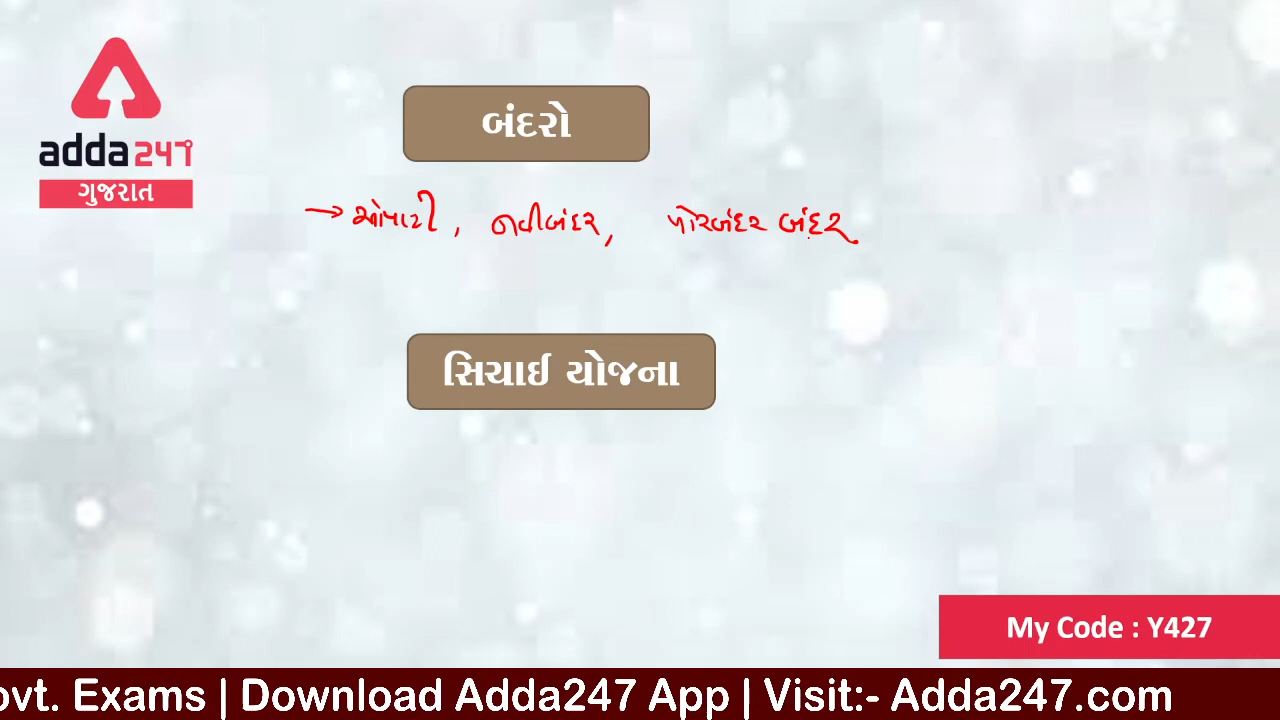 adda247
ગુજરાત
બંદરો
→ , નવીબંદર, પોરબંદર બંદર
સિચાઈ યોજના
My Code : Y427
ovt. Exams | Download Adda247 App | Visit:- Adda247.com